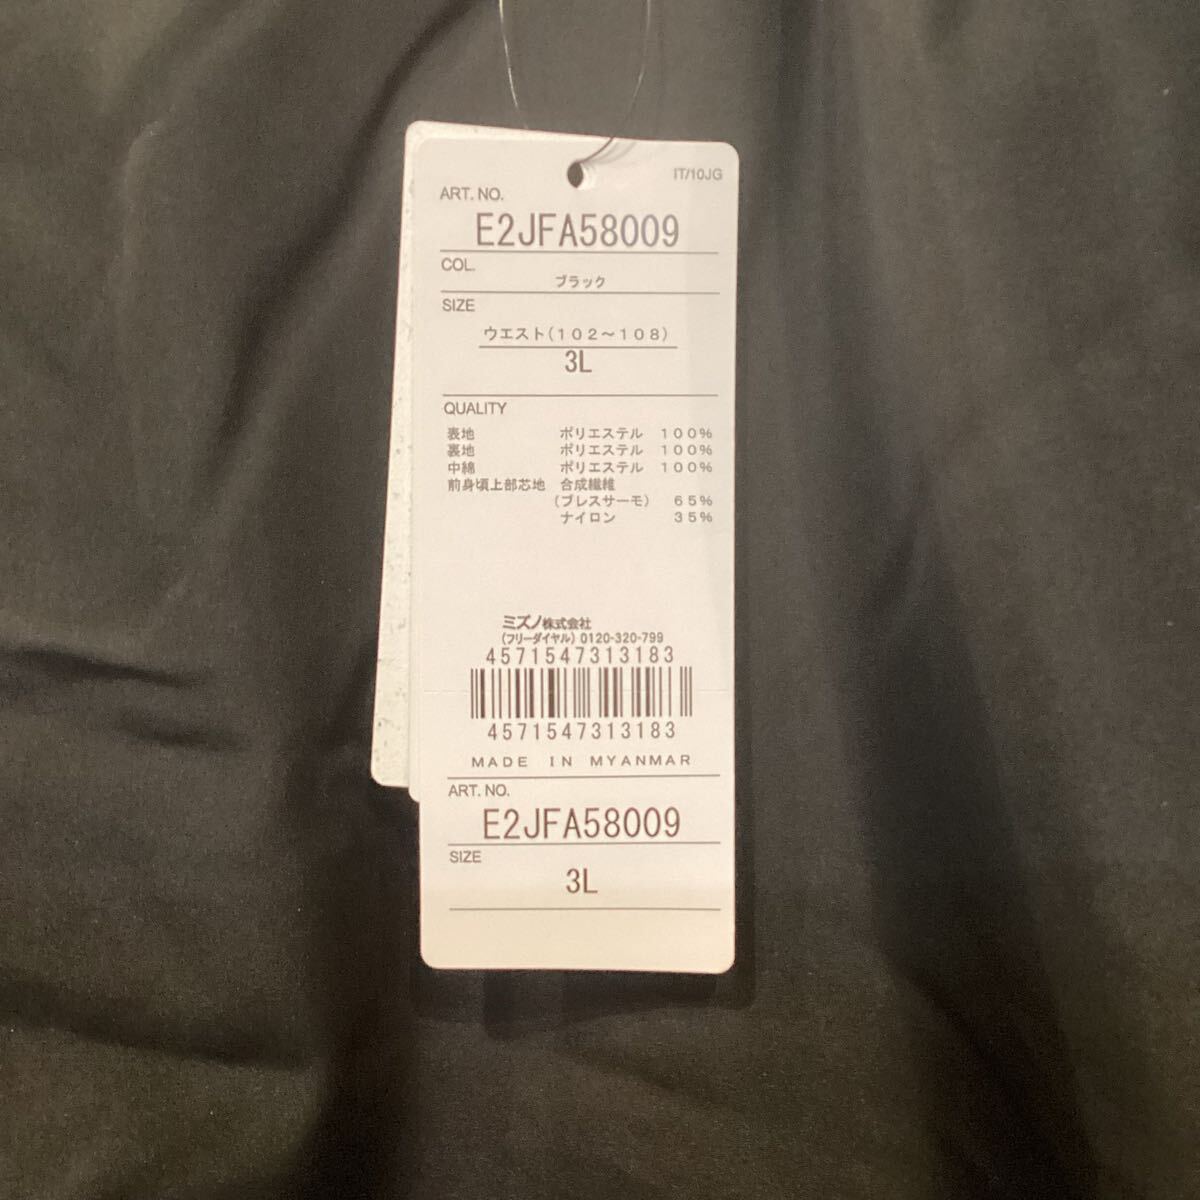 IT/10JG
ART. NO.
E2JFA58009
COL.
ブラック
SIZE
ウエスト(102～108)
3L
QUALITY
表地 ポリエステル 100%
裏地 ポリエステル 100%
中綿 ポリエステル 100%
前身頃上部芯地 合成繊維
(ブレスサーモ) 65%
ナイロン 35%
ミズノ株式会社
(フリーダイヤル) 0120-320-799
4571547313183
4571547313183
MADE IN MYANMAR
ART. NO.
E2JFA58009
SIZE
3L